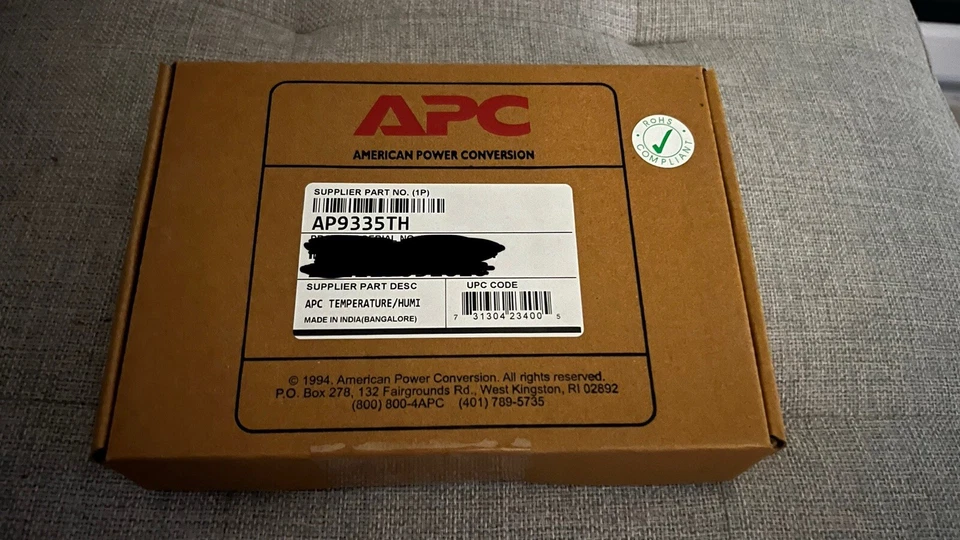 APC
AMERICAN POWER CONVERSION
RoHS
COMPLIANT
SUPPLIER PART NO. (1P)
AP9335TH
SUPPLIER PART DESC
APC TEMPERATURE/HUMI
MADE IN INDIA(BANGALORE)
UPC CODE
7 31304 23400 5
© 1994, American Power Conversion. All rights reserved.
P.O. Box 278, 132 Fairgrounds Rd., West Kingston, RI 02892
(800) 800-4APC (401) 789-5735